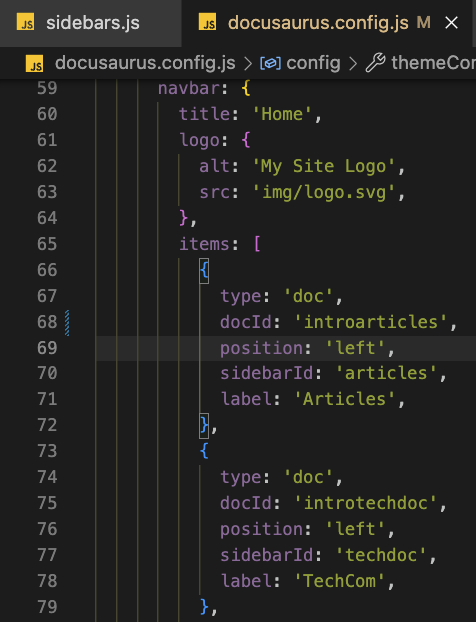 JS sidebars.js
JS docusaurus.config.js M ×
JS docusaurus.config.js > config > themeCon
59 navbar: {
60 title: 'Home',
61 logo: {
62 alt: 'My Site Logo',
63 src: 'img/logo.svg',
64 },
65 items: [
66 {
67 type: 'doc',
68 docId: 'introarticles',
69 position: 'left',
70 sidebarId: 'articles',
71 label: 'Articles',
72 },
73 {
74 type: 'doc',
75 docId: 'introtechdoc',
76 position: 'left',
77 sidebarId: 'techdoc',
78 label: 'TechCom',
79 },